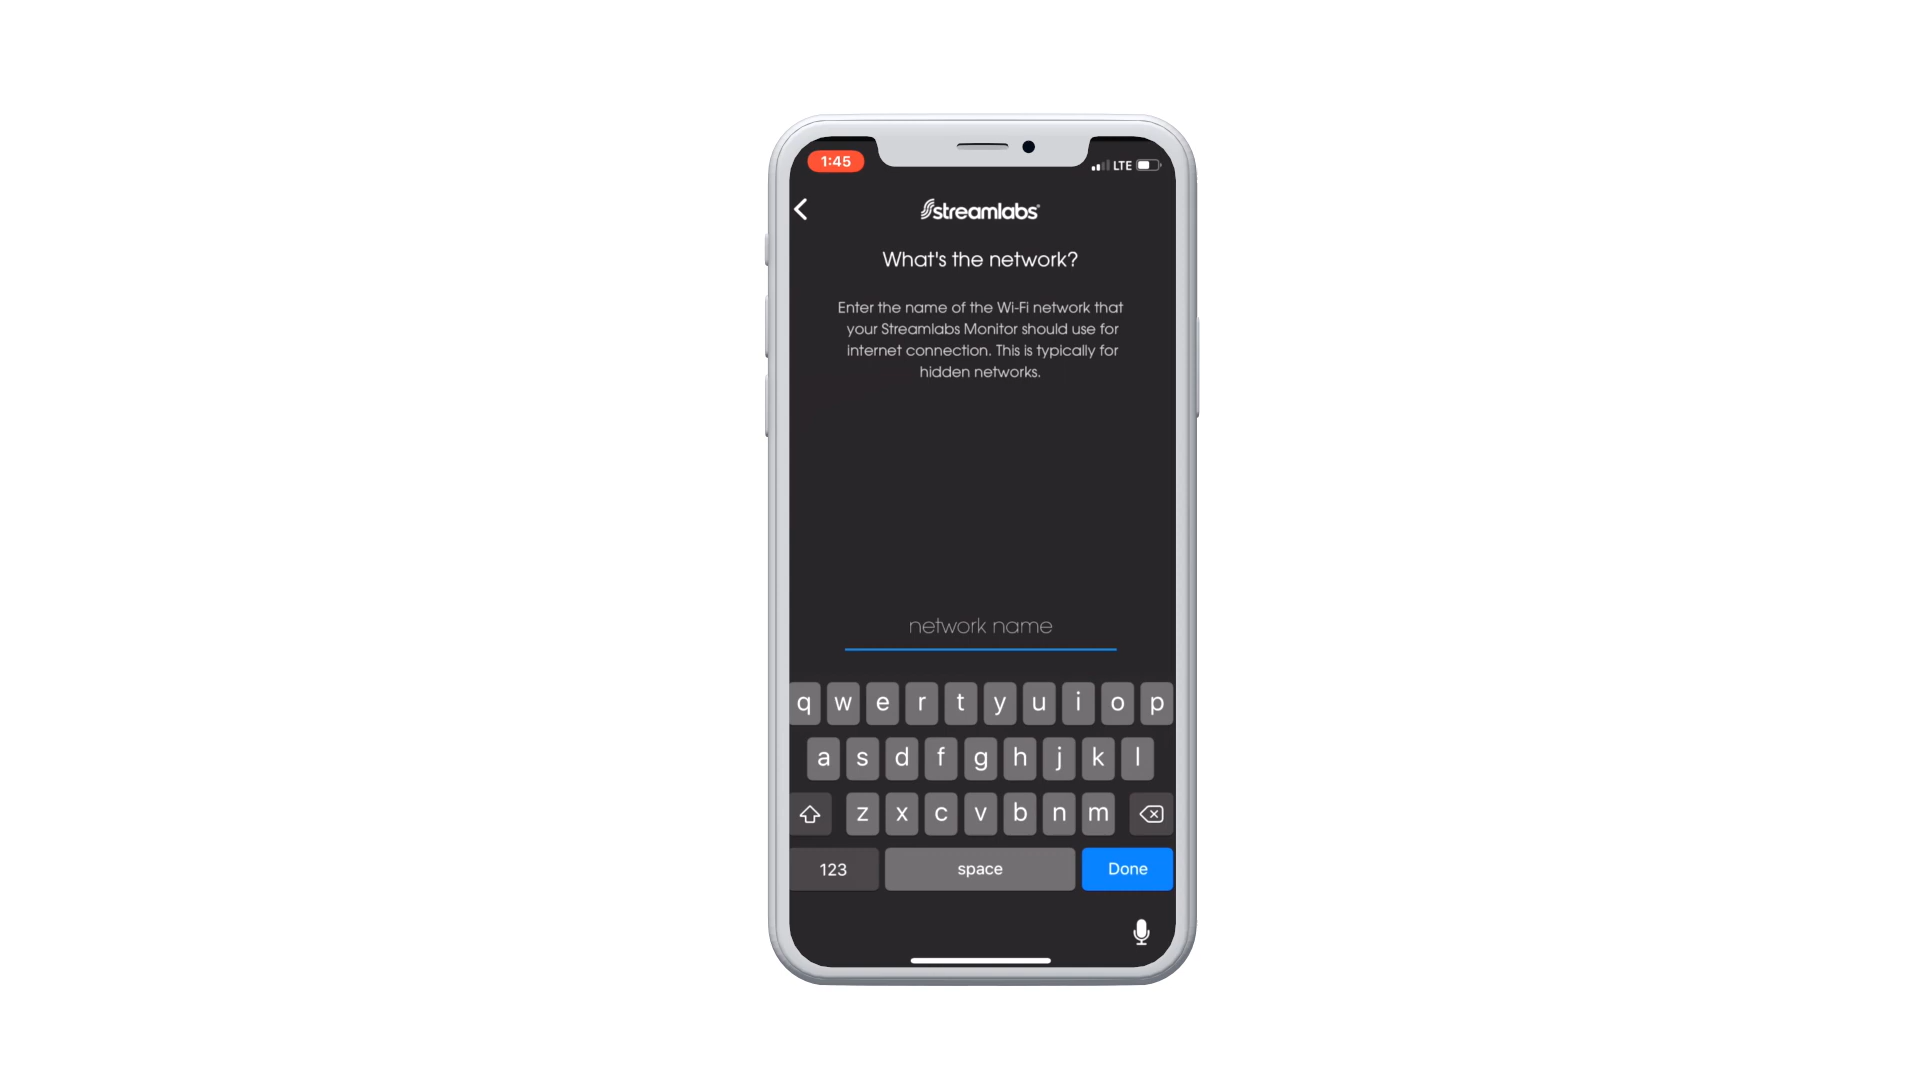 1:45
LTE
streamlabs®
What's the network?
Enter the name of the Wi-Fi network that
your Streamlabs Monitor should use for
internet connection. This is typically for
hidden networks.
network name
q w e r t y u i o p
a s d f g h j k l
z x c v b n m
123 space Done